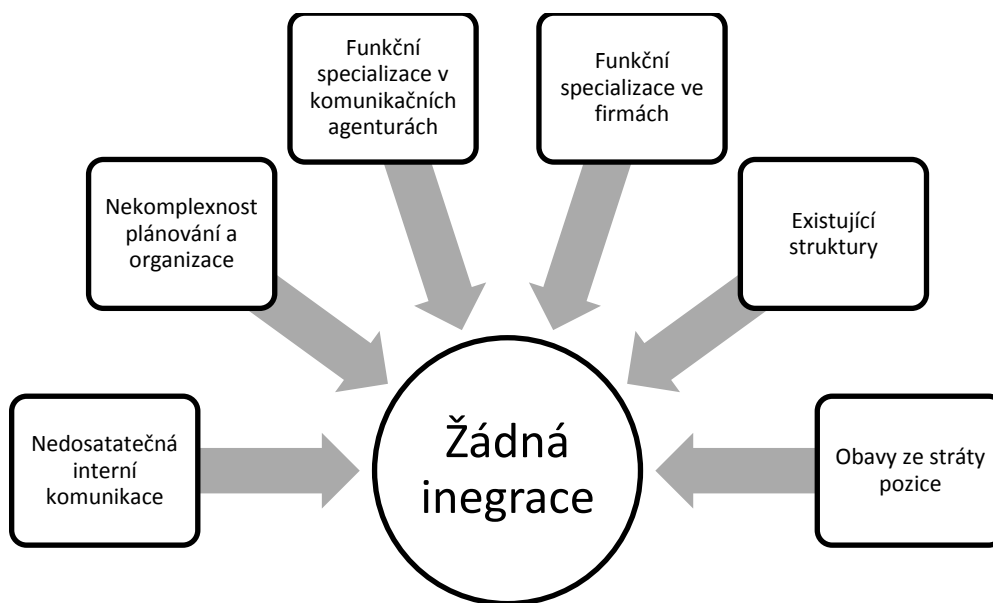 Funkční
specializace v
komunikačních
agenturách
Funkční
specializace ve
firmách
Nekomplexnost
plánování a
organizace
Existující
struktury
Nedosatatečná
interní
komunikace
Žádná
inegrace
Obavy ze stráty
pozice